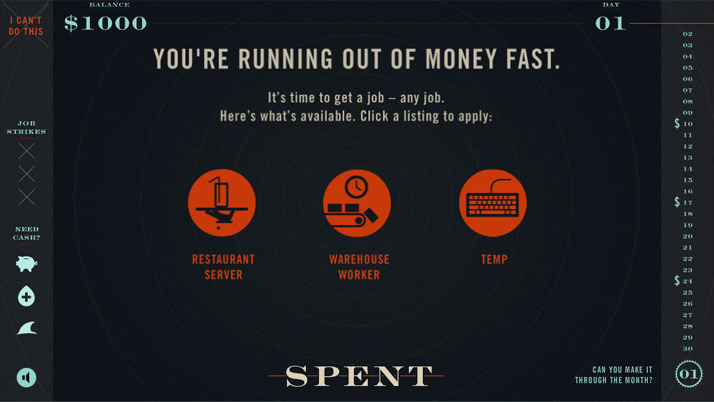 I CAN'T
DO THIS
BALANCE
$1000
DAY
01
YOU'RE RUNNING OUT OF MONEY FAST.
It's time to get a job – any job.
Here's what's available. Click a listing to apply:
JOB
STRIKES
NEED
CASH?
RESTAURANT
SERVER
WAREHOUSE
WORKER
TEMP
02
03
04
05
06
07
08
09
$ 10
11
12
13
14
15
16
$ 17
18
19
20
21
22
23
$ 24
25
26
27
28
29
30
SPENT
CAN YOU MAKE IT
THROUGH THE MONTH?
01